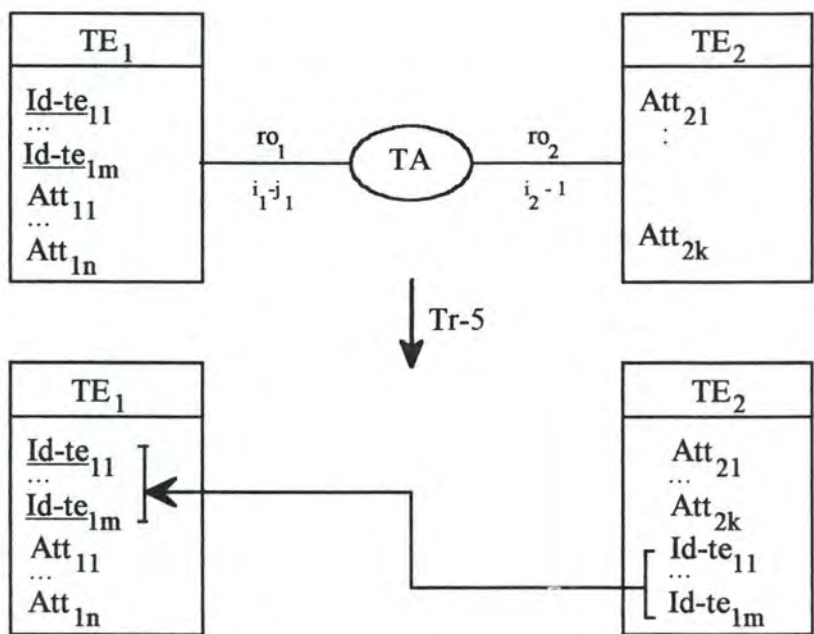 TE1
Id-te11
...
Id-te1m
Att11
...
Att1n
ro1
i1-j1
TA
ro2
i2-1
TE2
Att21
:
Att2k
Tr-5
TE1
Id-te11
...
Id-te1m
Att11
...
Att1n
TE2
Att21
...
Att2k
Id-te11
...
Id-te1m